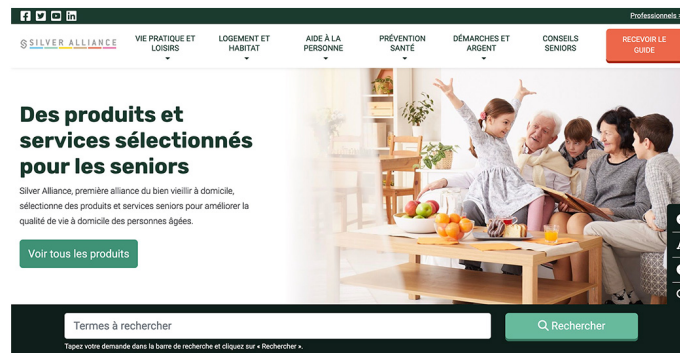 Professionnels
SILVER ALLIANCE
VIE PRATIQUE ET
LOISIRS
LOGEMENT ET
HABITAT
AIDE À LA
PERSONNE
PRÉVENTION
SANTÉ
DÉMARCHES ET
ARGENT
CONSEILS
SENIORS
RECEVOIR LE
GUIDE
Des produits et
services sélectionnés
pour les seniors
Silver Alliance, première alliance du bien vieillir à domicile,
sélectionne des produits et services seniors pour améliorer la
qualité de vie à domicile des personnes âgées.
Voir tous les produits
Termes à rechercher
Rechercher
Tapez votre demande dans la barre de recherche et cliquez sur « Rechercher ».